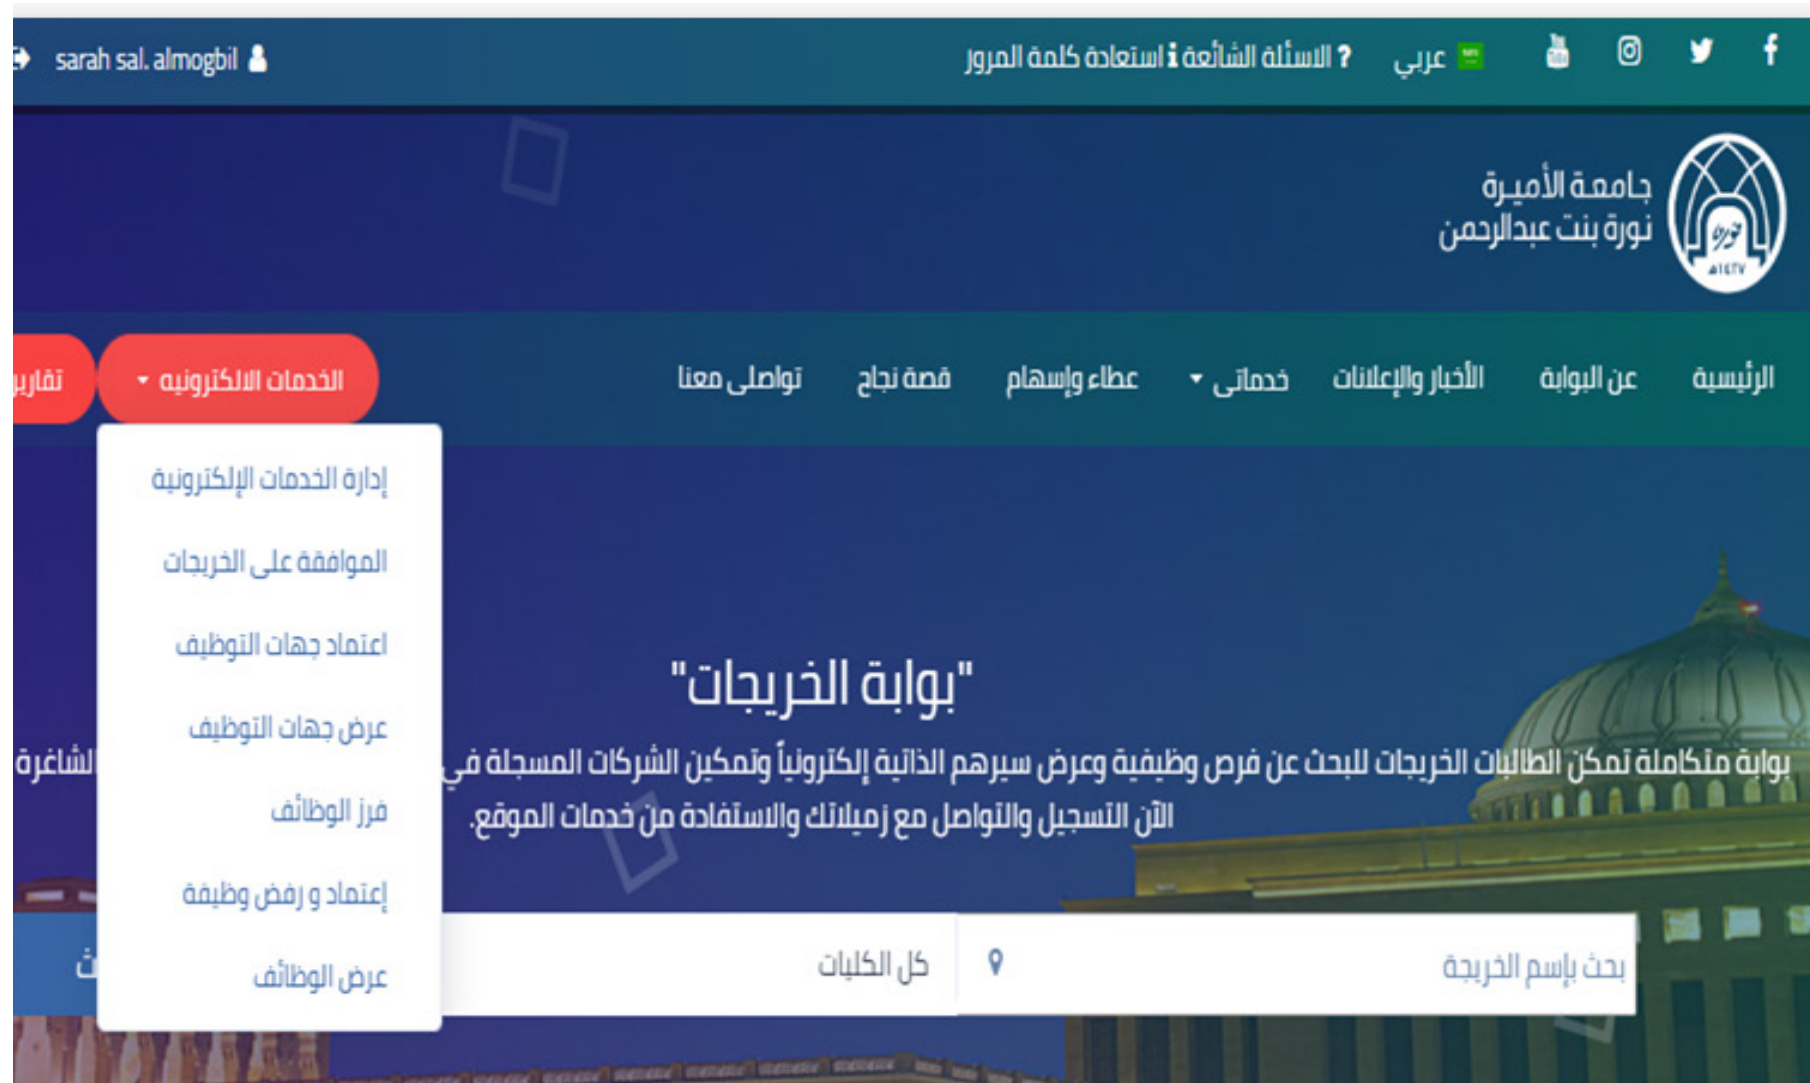 عربي ? الاسئلة الشائعة i استعادة كلمة المرور
sarah sal. almogbil
جامعة الأميرة
نورة بنت عبدالرحمن
الرئيسية عن البوابة الأخبار والإعلانات خدماتى عطاء وإسهام قصة نجاح تواصلى معنا الخدمات الالكترونيه
إدارة الخدمات الإلكترونية
الموافقة على الخريجات
اعتماد جهات التوظيف
عرض جهات التوظيف
فرز الوظائف
إعتماد و رفض وظيفة
عرض الوظائف
"بوابة الخريجات"
بوابة متكاملة تمكن الطالبات الخريجات للبحث عن فرص وظيفية وعرض سيرهم الذاتية إلكترونياً وتمكين الشركات المسجلة في الشاغرة
الآن التسجيل والتواصل مع زميلاتك والاستفادة من خدمات الموقع.
بحث بإسم الخريجة كل الكليات